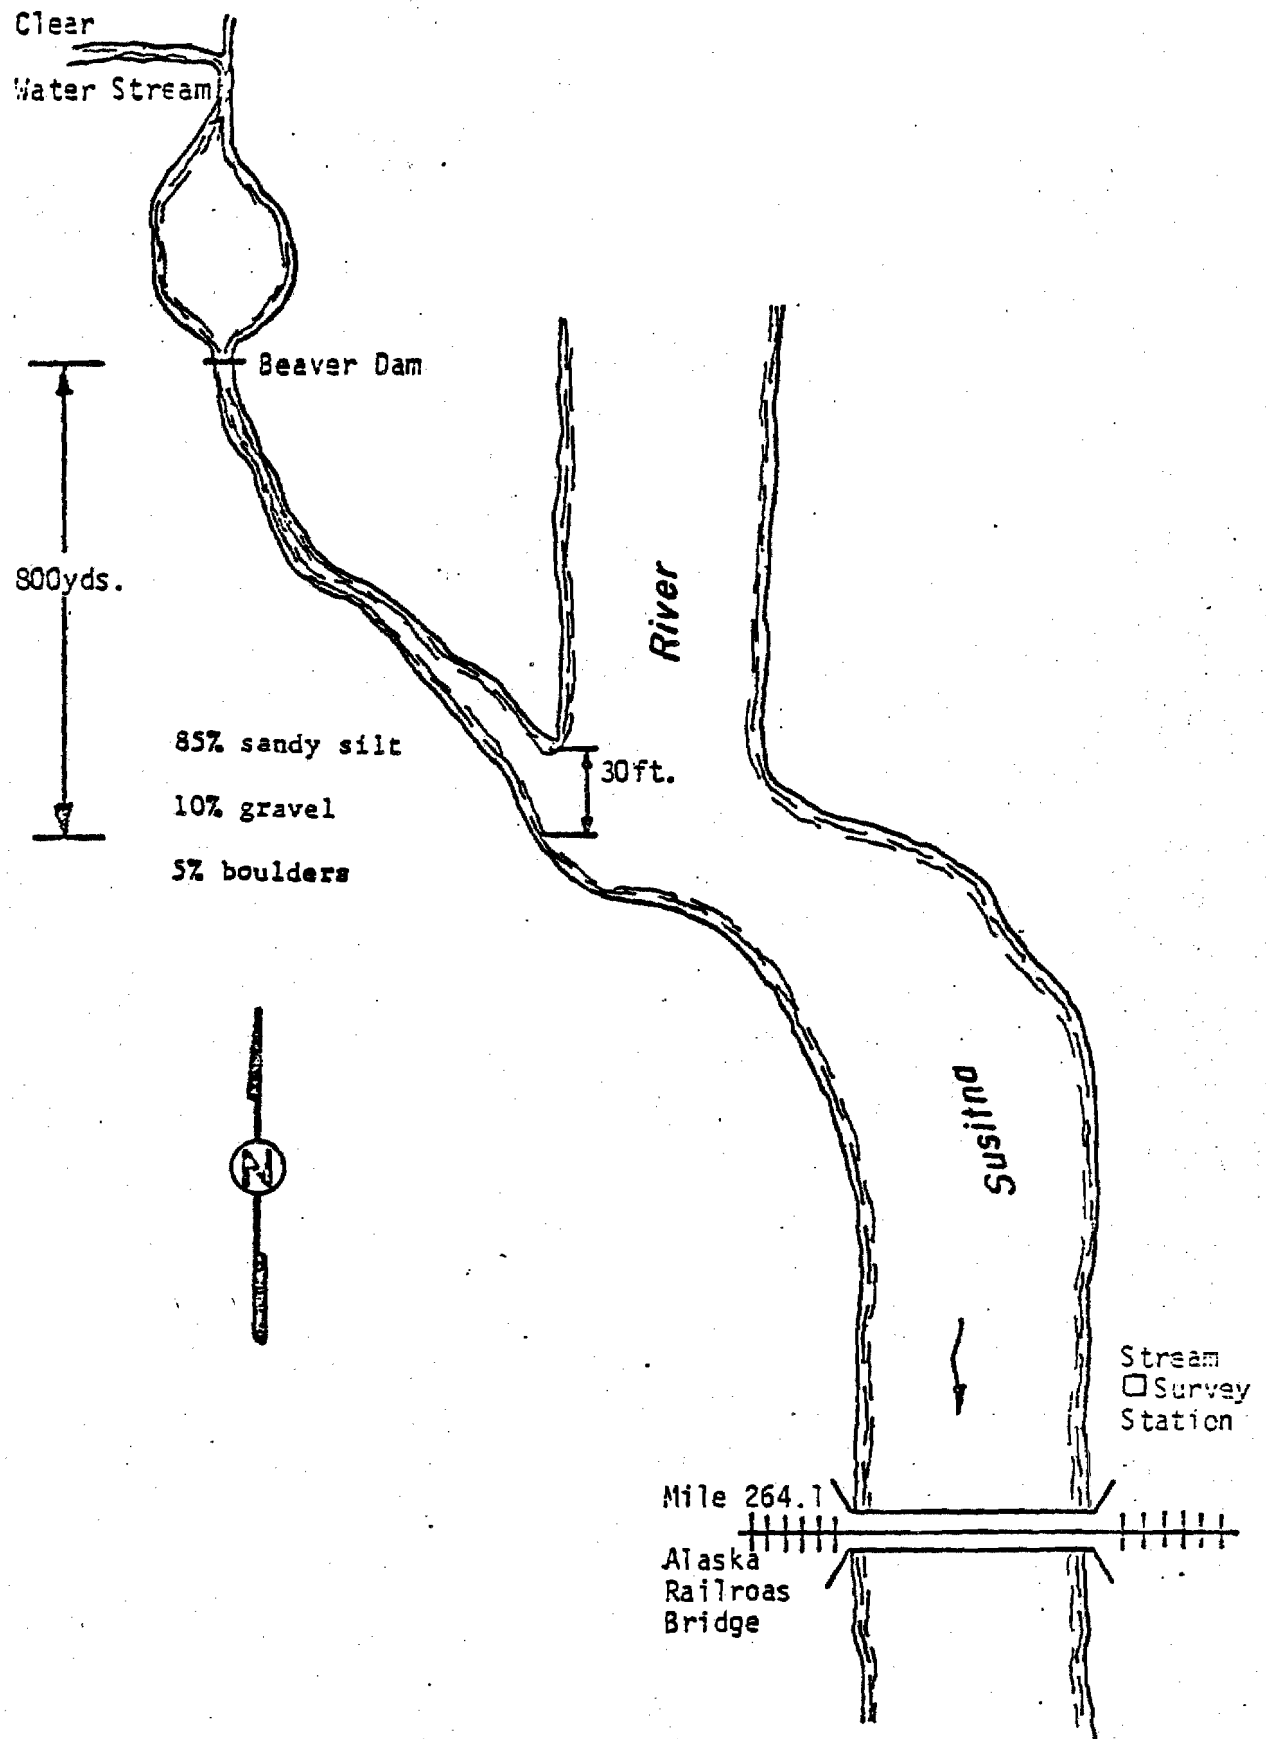 Clear
Water Stream
Beaver Dam
800yds.
River
85% sandy silt
30ft.
10% gravel
5% boulders
N
Susitna
Stream
Survey
Station
Mile 264.1
Alaska
Railroas
Bridge